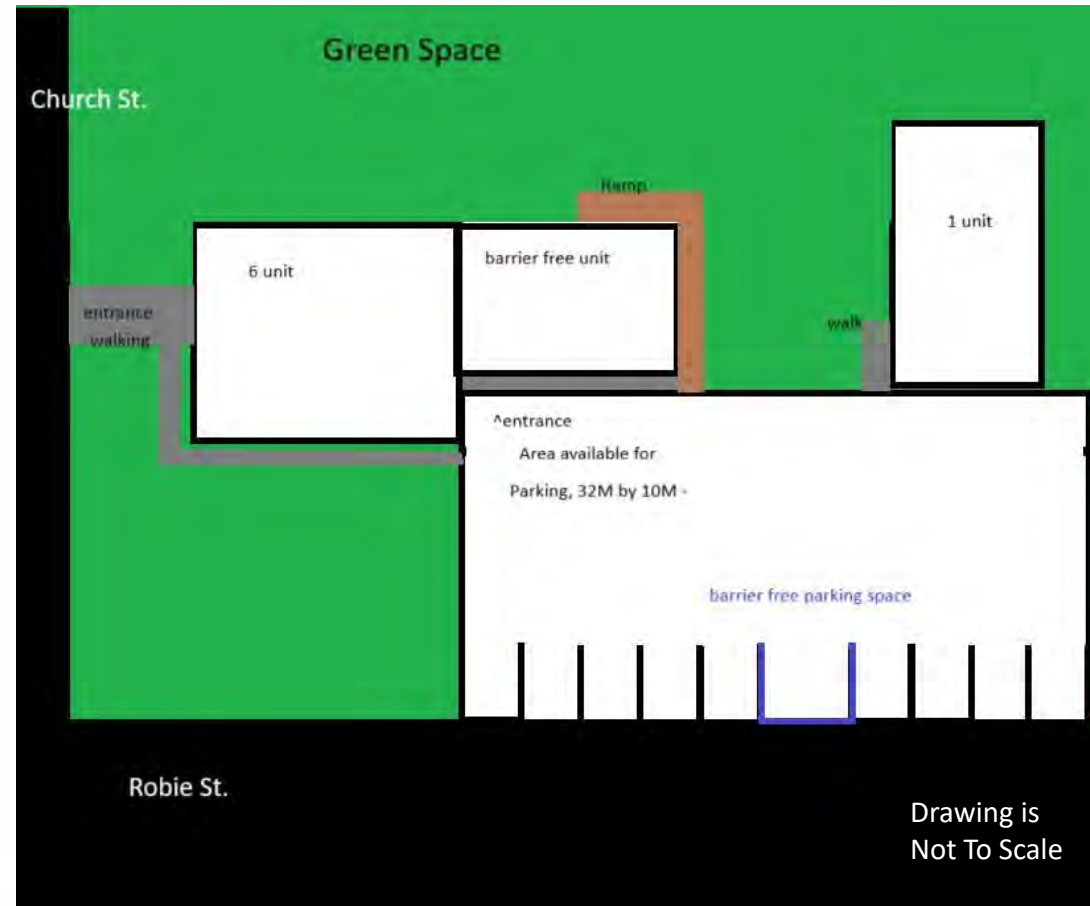 Green Space
Church St.
Ramp
1 unit
6 unit
barrier free unit
entrance
walking
walk
^entrance
Area available for
Parking, 32M by 10M -
barrier free parking space
Robie St.
Drawing is
Not To Scale